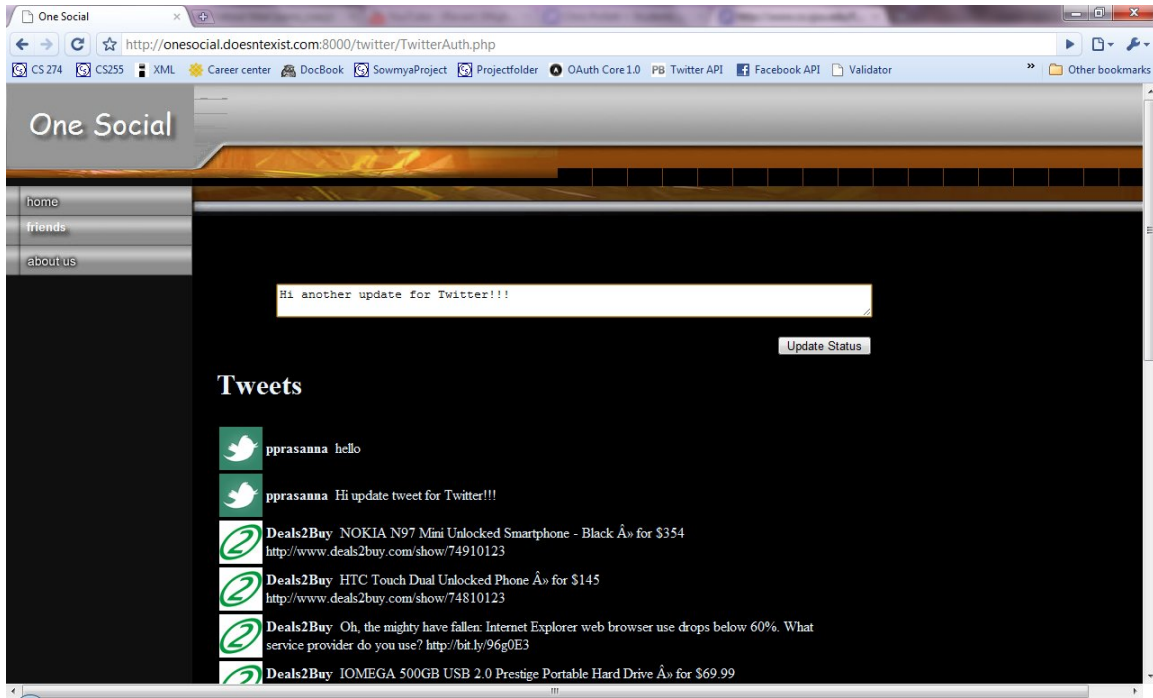 One Social
http://onesocial.doesntexist.com:8000/twitter/TwitterAuth.php
CS 274 CS255 XML Career center DocBook SowmyaProject Projectfolder OAuth Core 1.0 PB Twitter API Facebook API Validator » Other bookmarks
One Social
home
friends
about us
Hi another update for Twitter!!!
Update Status
Tweets
pprasanna hello
pprasanna Hi update tweet for Twitter!!!
Deals2Buy NOKIA N97 Mini Unlocked Smartphone - Black Â» for $354
http://www.deals2buy.com/show/74910123
Deals2Buy HTC Touch Dual Unlocked Phone Â» for $145
http://www.deals2buy.com/show/74810123
Deals2Buy Oh, the mighty have fallen: Internet Explorer web browser use drops below 60%. What
service provider do you use? http://bit.ly/96g0E3
Deals2Buy IOMEGA 500GB USB 2.0 Prestige Portable Hard Drive Â» for $69.99